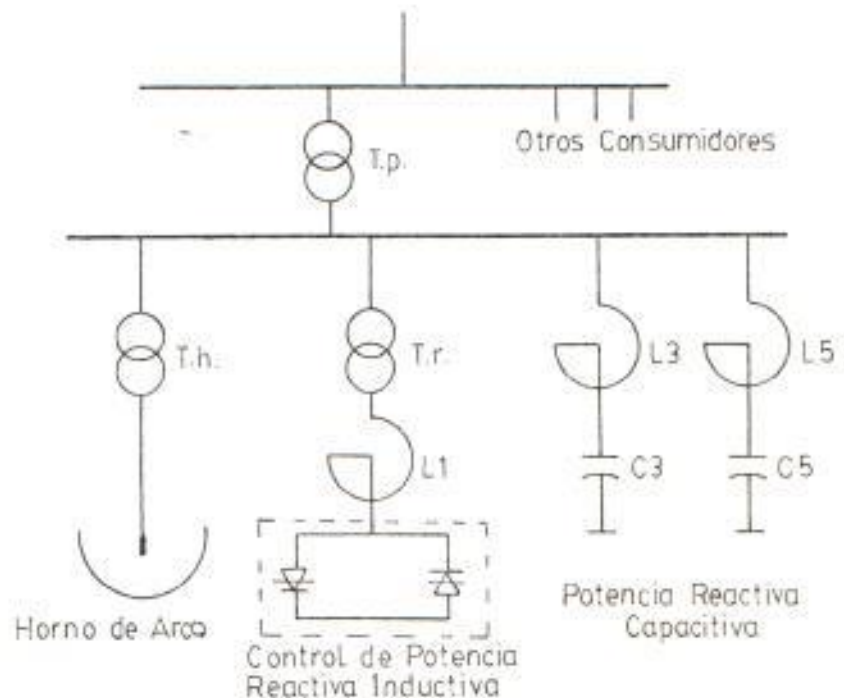 Otros Consumidores
T.p.
T.h.
T.r.
L3
L5
L1
C3
C5
Horno de Arco
Control de Potencia
Reactiva Inductiva
Potencia Reactiva
Capacitiva